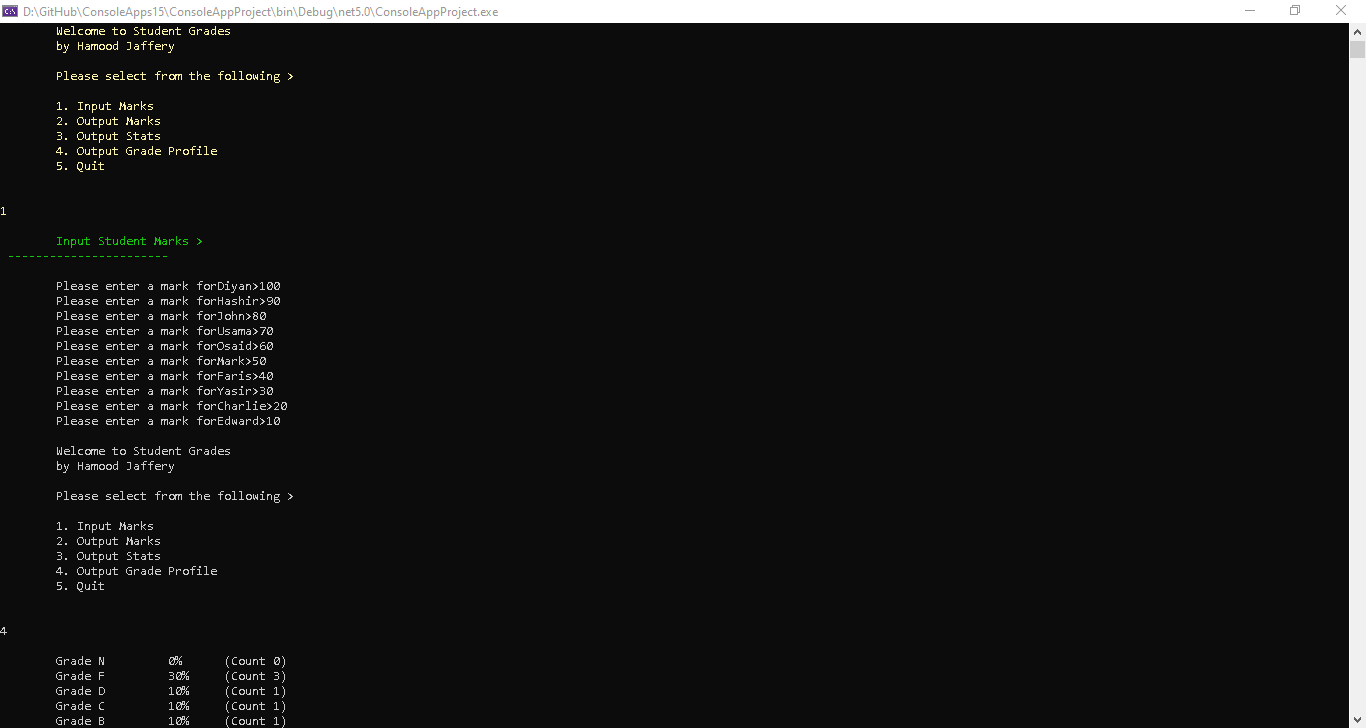 D:\GitHub\ConsoleApps15\ConsoleAppProject\bin\Debug\net5.0\ConsoleAppProject.exe
Welcome to Student Grades
by Hamood Jaffery
Please select from the following >
1. Input Marks
2. Output Marks
3. Output Stats
4. Output Grade Profile
5. Quit
1
Input Student Marks >
-----------------------
Please enter a mark forDiyan>100
Please enter a mark forHashir>90
Please enter a mark forJohn>80
Please enter a mark forUsama>70
Please enter a mark forOsaid>60
Please enter a mark forMark>50
Please enter a mark forFaris>40
Please enter a mark forYasir>30
Please enter a mark forCharlie>20
Please enter a mark forEdward>10
Welcome to Student Grades
by Hamood Jaffery
Please select from the following >
1. Input Marks
2. Output Marks
3. Output Stats
4. Output Grade Profile
5. Quit
4
Grade N 0% (Count 0)
Grade F 30% (Count 3)
Grade D 10% (Count 1)
Grade C 10% (Count 1)
Grade B 10% (Count 1)